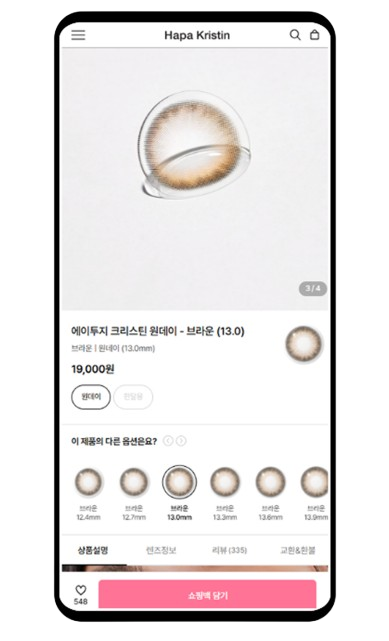 Hapa Kristin
3 / 4
에이투지 크리스틴 원데이 - 브라운 (13.0)
브라운 | 원데이 (13.0mm)
19,000원
원데이 한달용
이 제품의 다른 옵션은요?
브라운 브라운 브라운 브라운 브라운 브라운
12.4mm 12.7mm 13.0mm 13.3mm 13.6mm 13.9mm
상품설명 렌즈정보 리뷰 (335) 교환&환불
548
쇼핑백 담기